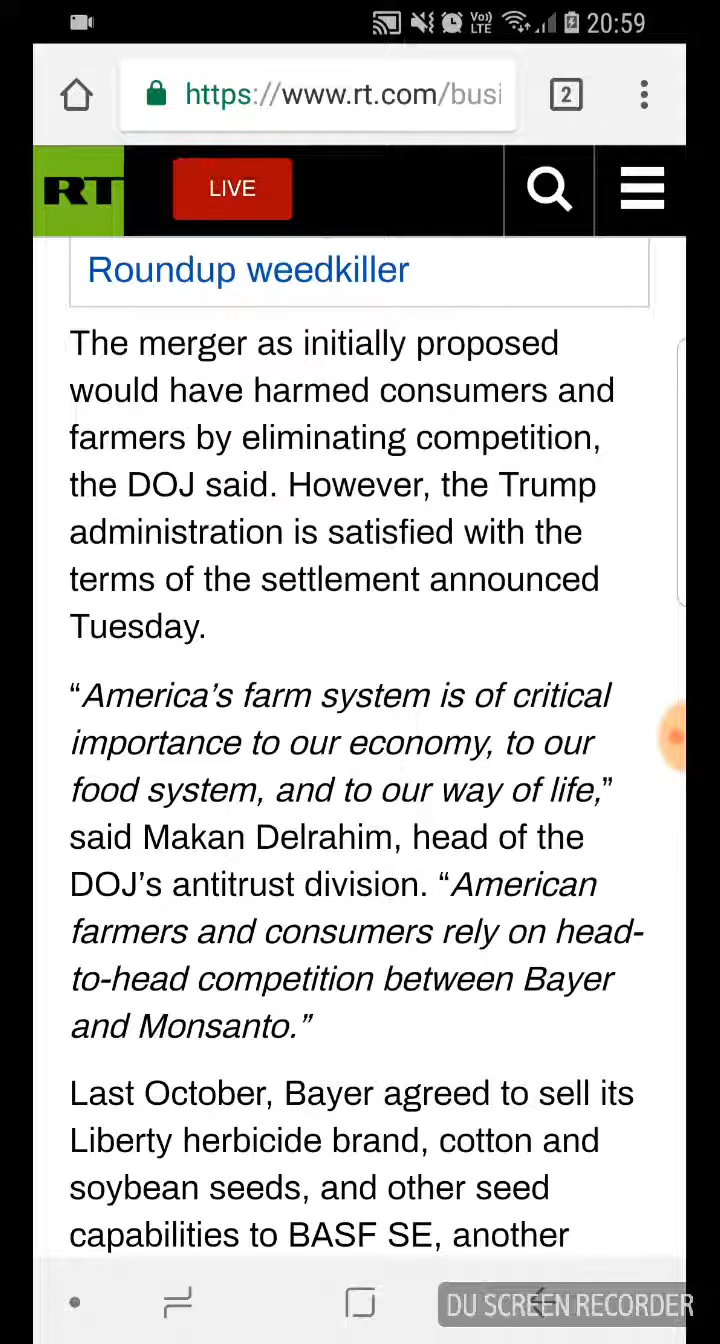 Vo))
LTE
20:59
https://www.rt.com/busi
2
RT
LIVE
Roundup weedkiller
The merger as initially proposed
would have harmed consumers and
farmers by eliminating competition,
the DOJ said. However, the Trump
administration is satisfied with the
terms of the settlement announced
Tuesday.
“America’s farm system is of critical
importance to our economy, to our
food system, and to our way of life,”
said Makan Delrahim, head of the
DOJ’s antitrust division. “American
farmers and consumers rely on head-
to-head competition between Bayer
and Monsanto.”
Last October, Bayer agreed to sell its
Liberty herbicide brand, cotton and
soybean seeds, and other seed
capabilities to BASF SE, another
DU SCREEN RECORDER